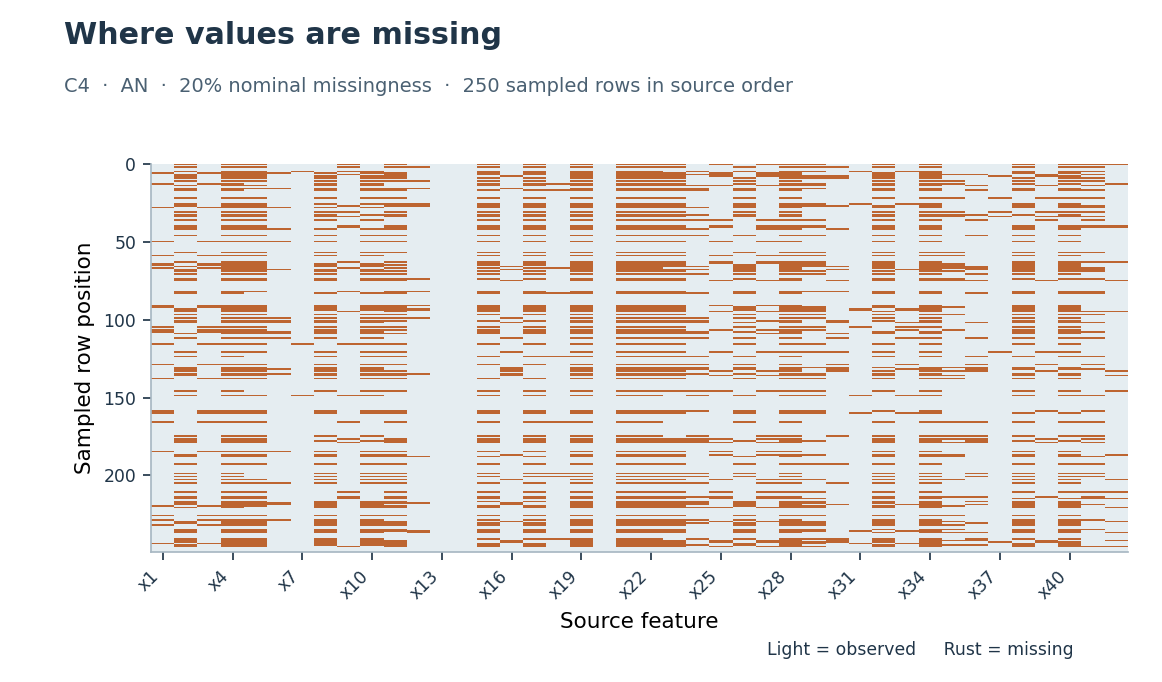 Where values are missing
C4 · AN · 20% nominal missingness · 250 sampled rows in source order
0
50
100
150
200
Sampled row position
x1
x4
x7
x10
x13
x16
x19
x22
x25
x28
x31
x34
x37
x40
Source feature
Light = observed Rust = missing